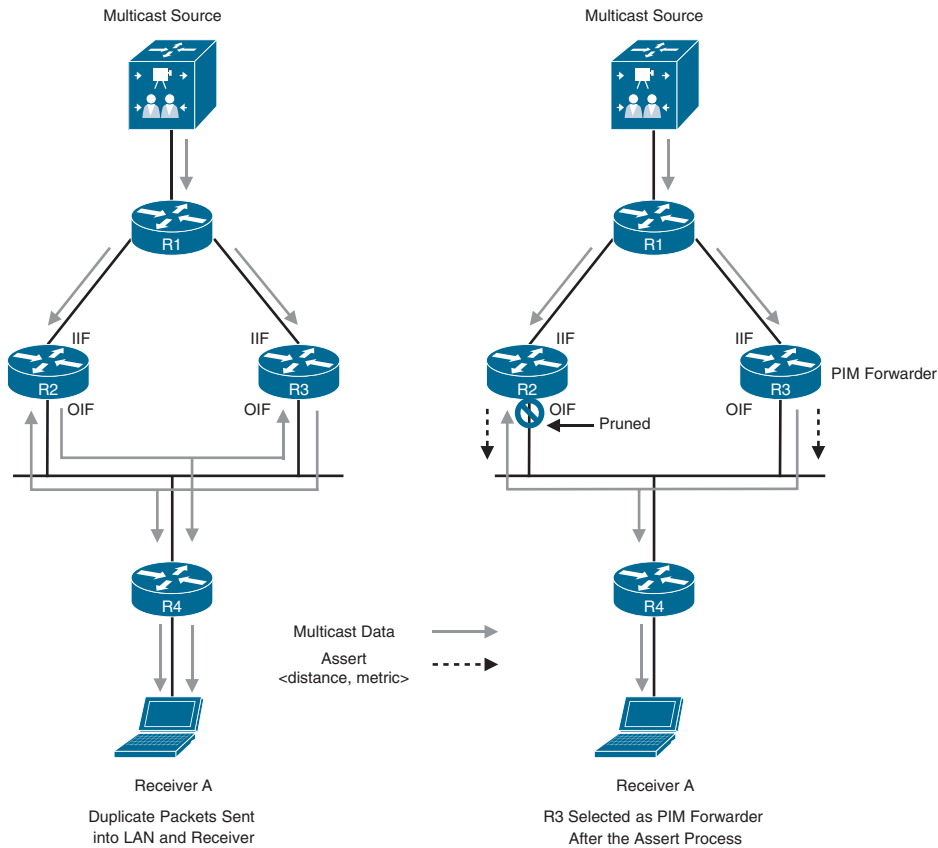 Multicast Source
R1
IIF
IIF
R2
R3
OIF
OIF
R4
Receiver A
Duplicate Packets Sent
into LAN and Receiver
Multicast Data
Assert
<distance, metric>
Multicast Source
R1
IIF
IIF
R2
R3
PIM Forwarder
OIF
OIF
Pruned
R4
Receiver A
R3 Selected as PIM Forwarder
After the Assert Process